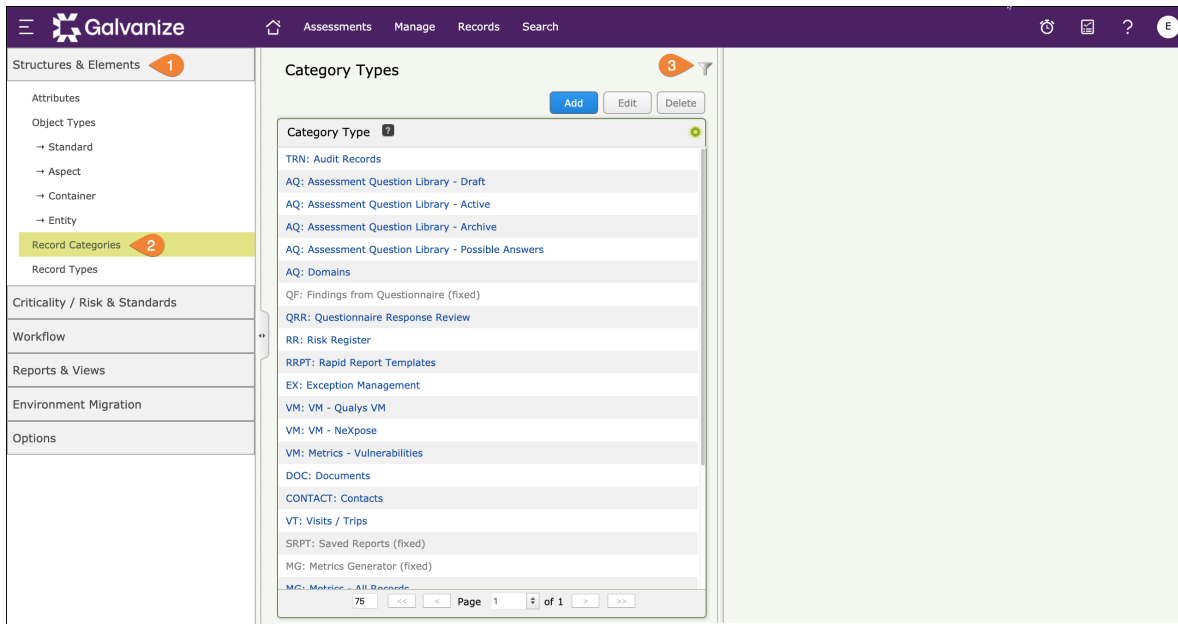 Galvanize
Assessments Manage Records Search
? E
Structures & Elements 1
Attributes
Object Types
→ Standard
→ Aspect
→ Container
→ Entity
Record Categories 2
Record Types
Criticality / Risk & Standards
Workflow
Reports & Views
Environment Migration
Options
Category Types 3
Add Edit Delete
Category Type ?
TRN: Audit Records
AQ: Assessment Question Library - Draft
AQ: Assessment Question Library - Active
AQ: Assessment Question Library - Archive
AQ: Assessment Question Library - Possible Answers
AQ: Domains
QF: Findings from Questionnaire (fixed)
QRR: Questionnaire Response Review
RR: Risk Register
RRPT: Rapid Report Templates
EX: Exception Management
VM: VM - Qualys VM
VM: VM - NeXpose
VM: Metrics - Vulnerabilities
DOC: Documents
CONTACT: Contacts
VT: Visits / Trips
SRPT: Saved Reports (fixed)
MG: Metrics Generator (fixed)
MG: Metrics - All Records
75 << < Page 1 of 1 > >>